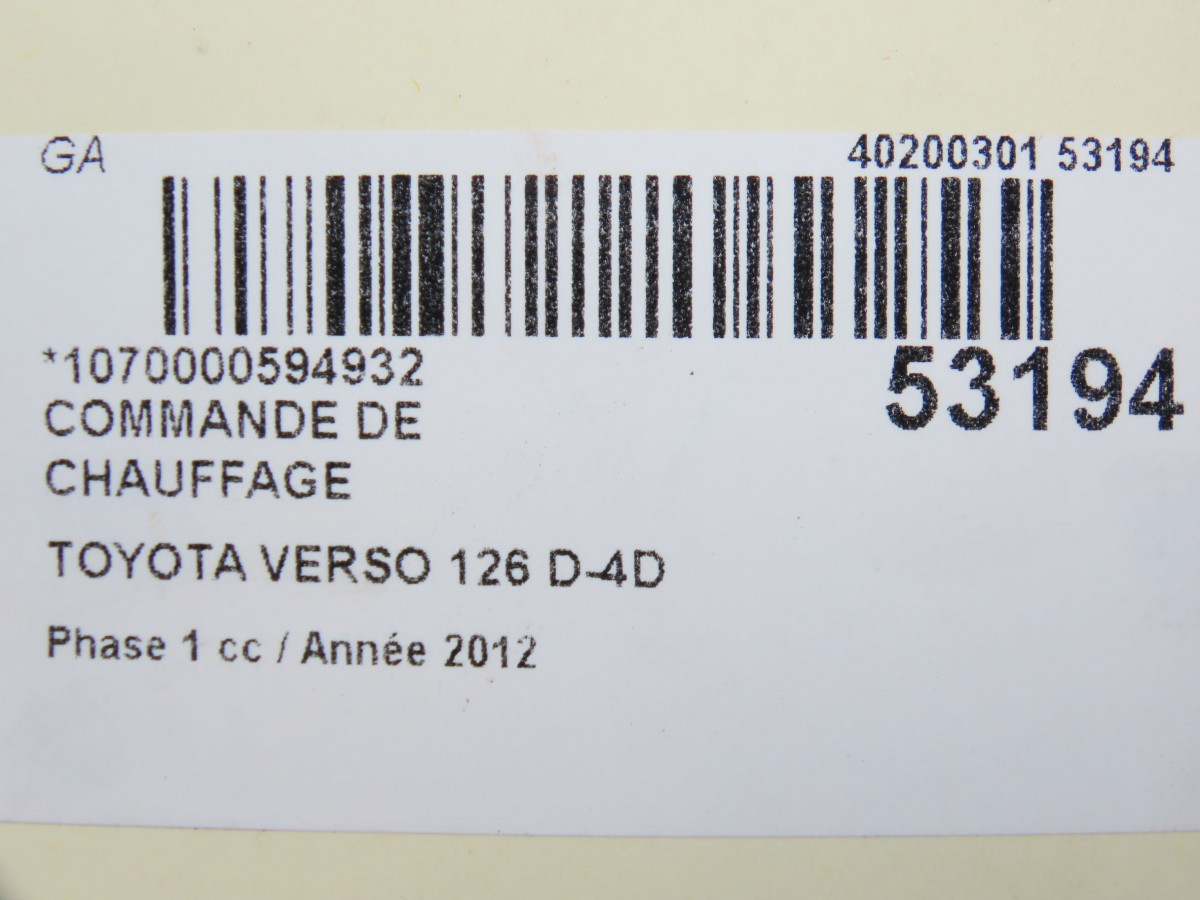 GA 40200301 53194
*1070000594932
53194
COMMANDE DE
CHAUFFAGE
TOYOTA VERSO 126 D-4D
Phase 1 cc / Année 2012